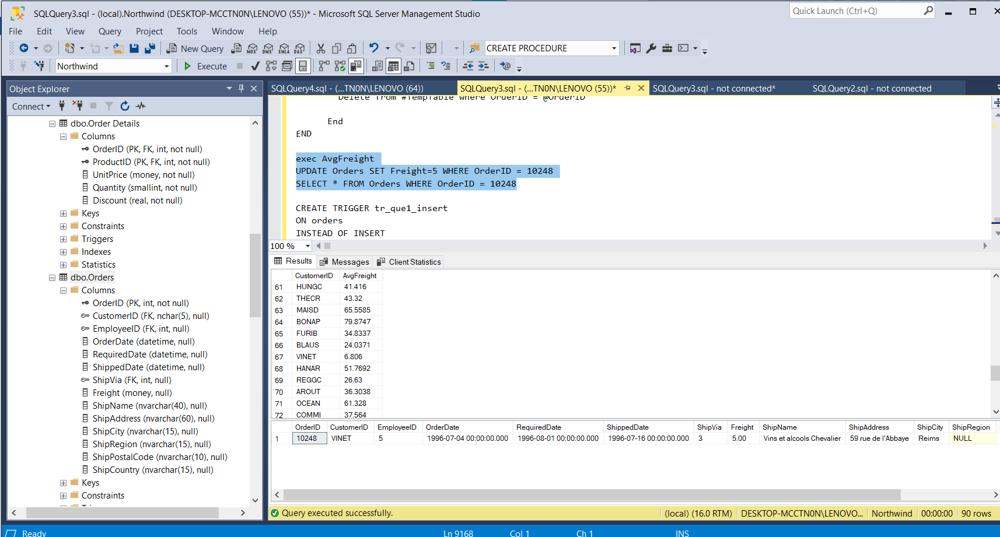 SQLQuery3.sql - (local).Northwind (DESKTOP-MCCTN0N\LENOVO (55))* - Microsoft SQL Server Management Studio
Quick Launch (Ctrl+Q)
File Edit View Query Project Tools Window Help
New Query MDX DMX XMLA DAX CREATE PROCEDURE
Northwind Execute
Object Explorer
Connect
dbo.Order Details
Columns
OrderID (PK, FK, int, not null)
ProductID (PK, FK, int, not null)
UnitPrice (money, not null)
Quantity (smallint, not null)
Discount (real, not null)
Keys
Constraints
Triggers
Indexes
Statistics
dbo.Orders
Columns
OrderID (PK, int, not null)
CustomerID (FK, nchar(5), null)
EmployeeID (FK, int, null)
OrderDate (datetime, null)
RequiredDate (datetime, null)
ShippedDate (datetime, null)
ShipVia (FK, int, null)
Freight (money, null)
ShipName (nvarchar(40), null)
ShipAddress (nvarchar(60), null)
ShipCity (nvarchar(15), null)
ShipRegion (nvarchar(15), null)
ShipPostalCode (nvarchar(10), null)
ShipCountry (nvarchar(15), null)
Keys
Constraints
SQLQuery4.sql - (...TN0N\LENOVO (64)) SQLQuery3.sql - (...TN0N\LENOVO (55))* SQLQuery3.sql - not connected* SQLQuery2.sql - not connected
Delete from #TempTable where OrderID = @OrderID
End
END
exec AvgFreight
UPDATE Orders SET Freight=5 WHERE OrderID = 10248
SELECT * FROM Orders WHERE OrderID = 10248
CREATE TRIGGER tr_que1_insert
ON orders
INSTEAD OF INSERT
100 %
Results Messages Client Statistics
CustomerID AvgFreight
61 HUNGC 41.416
62 THECR 43.32
63 MAISD 65.5585
64 BONAP 79.8747
65 FURIB 34.8337
66 BLAUS 24.0371
67 VINET 6.806
68 HANAR 51.7692
69 REGGC 26.63
70 AROUT 36.3038
71 OCEAN 61.328
72 COMMI 37.564
OrderID CustomerID EmployeeID OrderDate RequiredDate ShippedDate ShipVia Freight ShipName ShipAddress ShipCity ShipRegion
1 10248 VINET 5 1996-07-04 00:00:00.000 1996-08-01 00:00:00.000 1996-07-16 00:00:00.000 3 5.00 Vins et alcools Chevalier 59 rue de l'Abbaye Reims NULL
Query executed successfully. (local) (16.0 RTM) DESKTOP-MCCTN0N\LENOVO... Northwind 00:00:00 90 rows
Ready Ln 9168 Col 1 Ch 1 INS